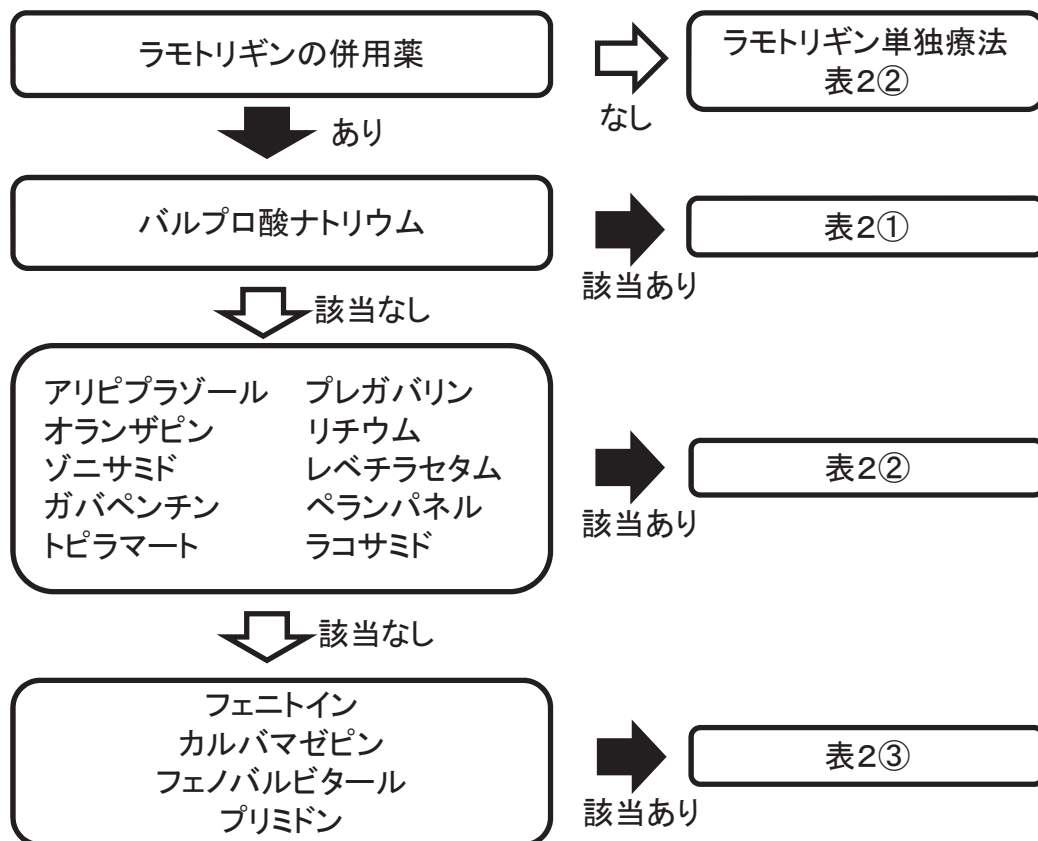 ラモトリギンの併用薬
なし
ラモトリギン単独療法
表2②
あり
バルプロ酸ナトリウム
該当あり
表2①
該当なし
アリピプラゾール プレガバリン
オランザピン リチウム
ゾニサミド レベチラセタム
ガバペンチン ペランパネル
トピラマート ラコサミド
該当あり
表2②
該当なし
フェニトイン
カルバマゼピン
フェノバルビタール
プリミドン
該当あり
表2③